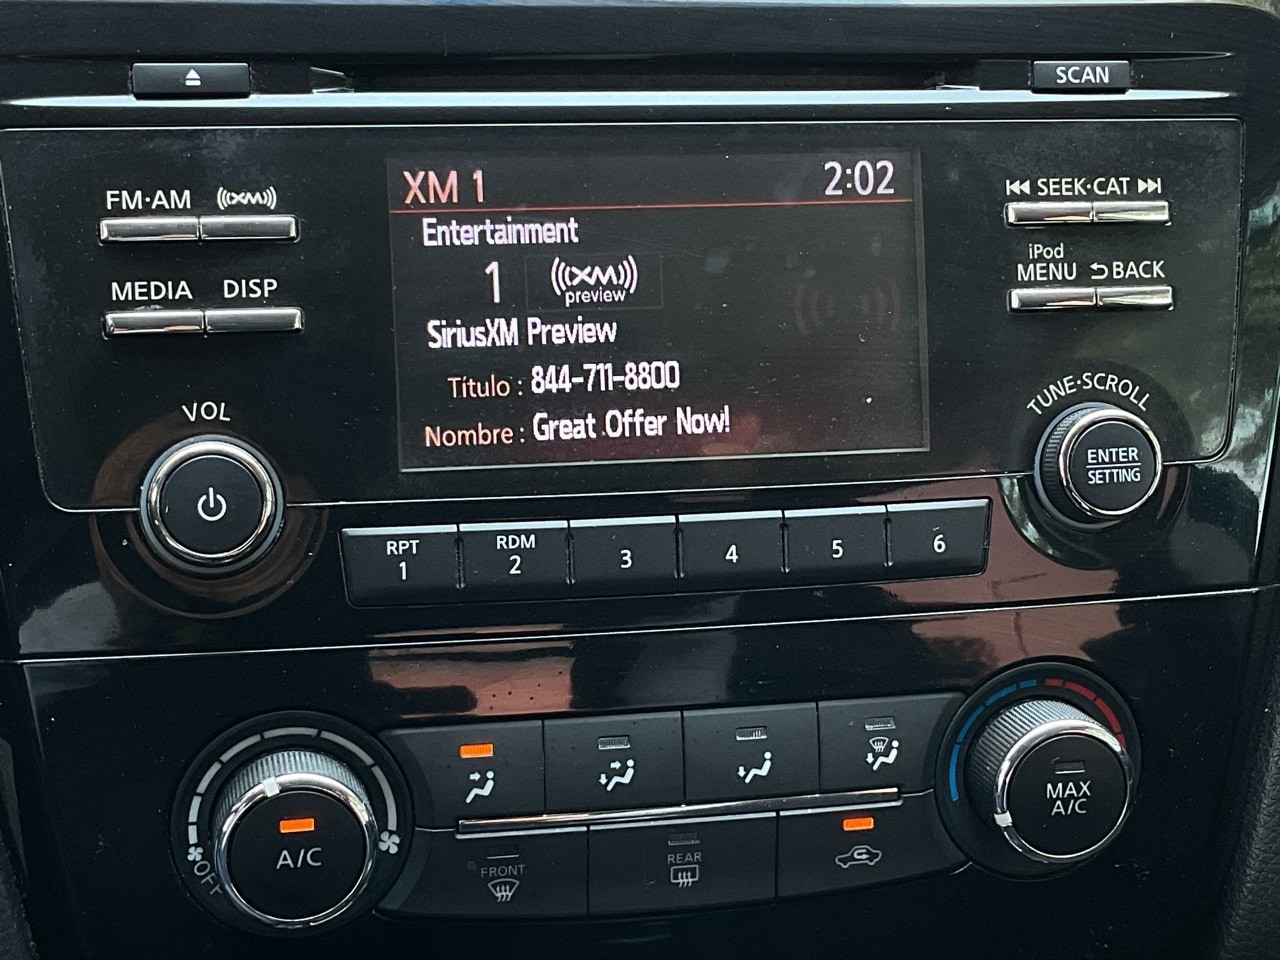 SCAN
FM·AM XM
SEEK·CAT
MEDIA DISP
iPod
MENU BACK
XM 1 2:02
Entertainment
1 XM
preview
SiriusXM Preview
Título : 844-711-8800
Nombre : Great Offer Now!
VOL
TUNE·SCROLL
ENTER
SETTING
RPT
1
RDM
2
3
4
5
6
OFF
A/C
MAX
A/C
FRONT
REAR